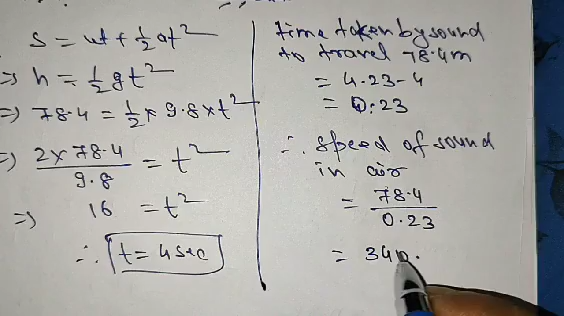 s = ut + 1/2 at²
⇒ h = 1/2 gt²
⇒ 78.4 = 1/2 × 9.8 × t²
⇒ 2 × 78.4 / 9.8 = t²
⇒ 16 = t²
∴ t = 4 sec
time taken by sound
to travel 78.4m
= 4.23 - 4
= 0.23
∴ speed of sound
in air
= 78.4 / 0.23
= 340.